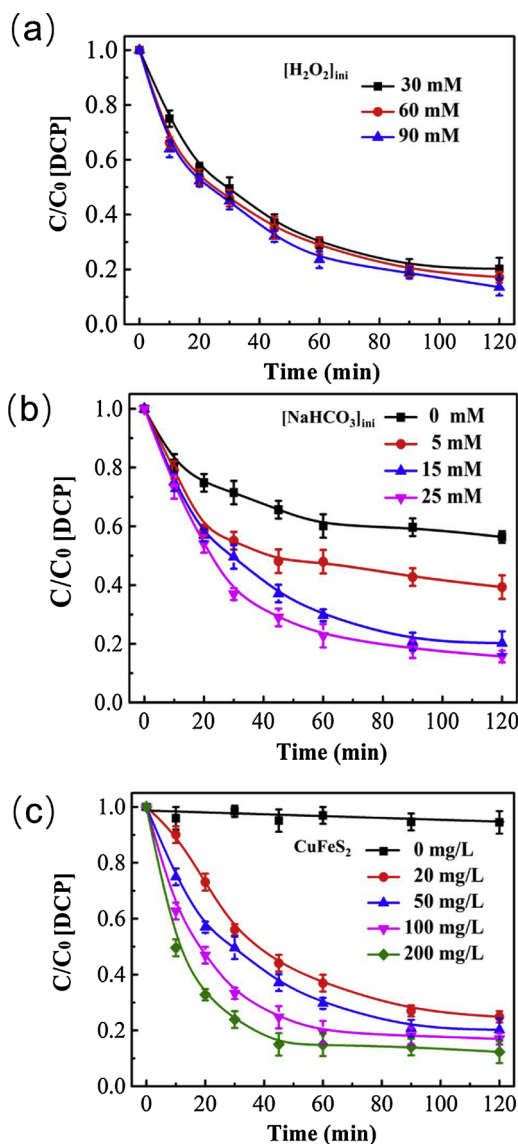 (a)
C/C₀ [DCP]
1.0
0.8
0.6
0.4
0.2
0.0
[H₂O₂]ini
30 mM
60 mM
90 mM
0 20 40 60 80 100 120
Time (min)
(b)
C/C₀ [DCP]
1.0
0.8
0.6
0.4
0.2
0.0
[NaHCO₃]ini
0 mM
5 mM
15 mM
25 mM
0 20 40 60 80 100 120
Time (min)
(c)
C/C₀ [DCP]
1.0
0.8
0.6
0.4
0.2
0.0
CuFeS₂
0 mg/L
20 mg/L
50 mg/L
100 mg/L
200 mg/L
0 20 40 60 80 100 120
Time (min)